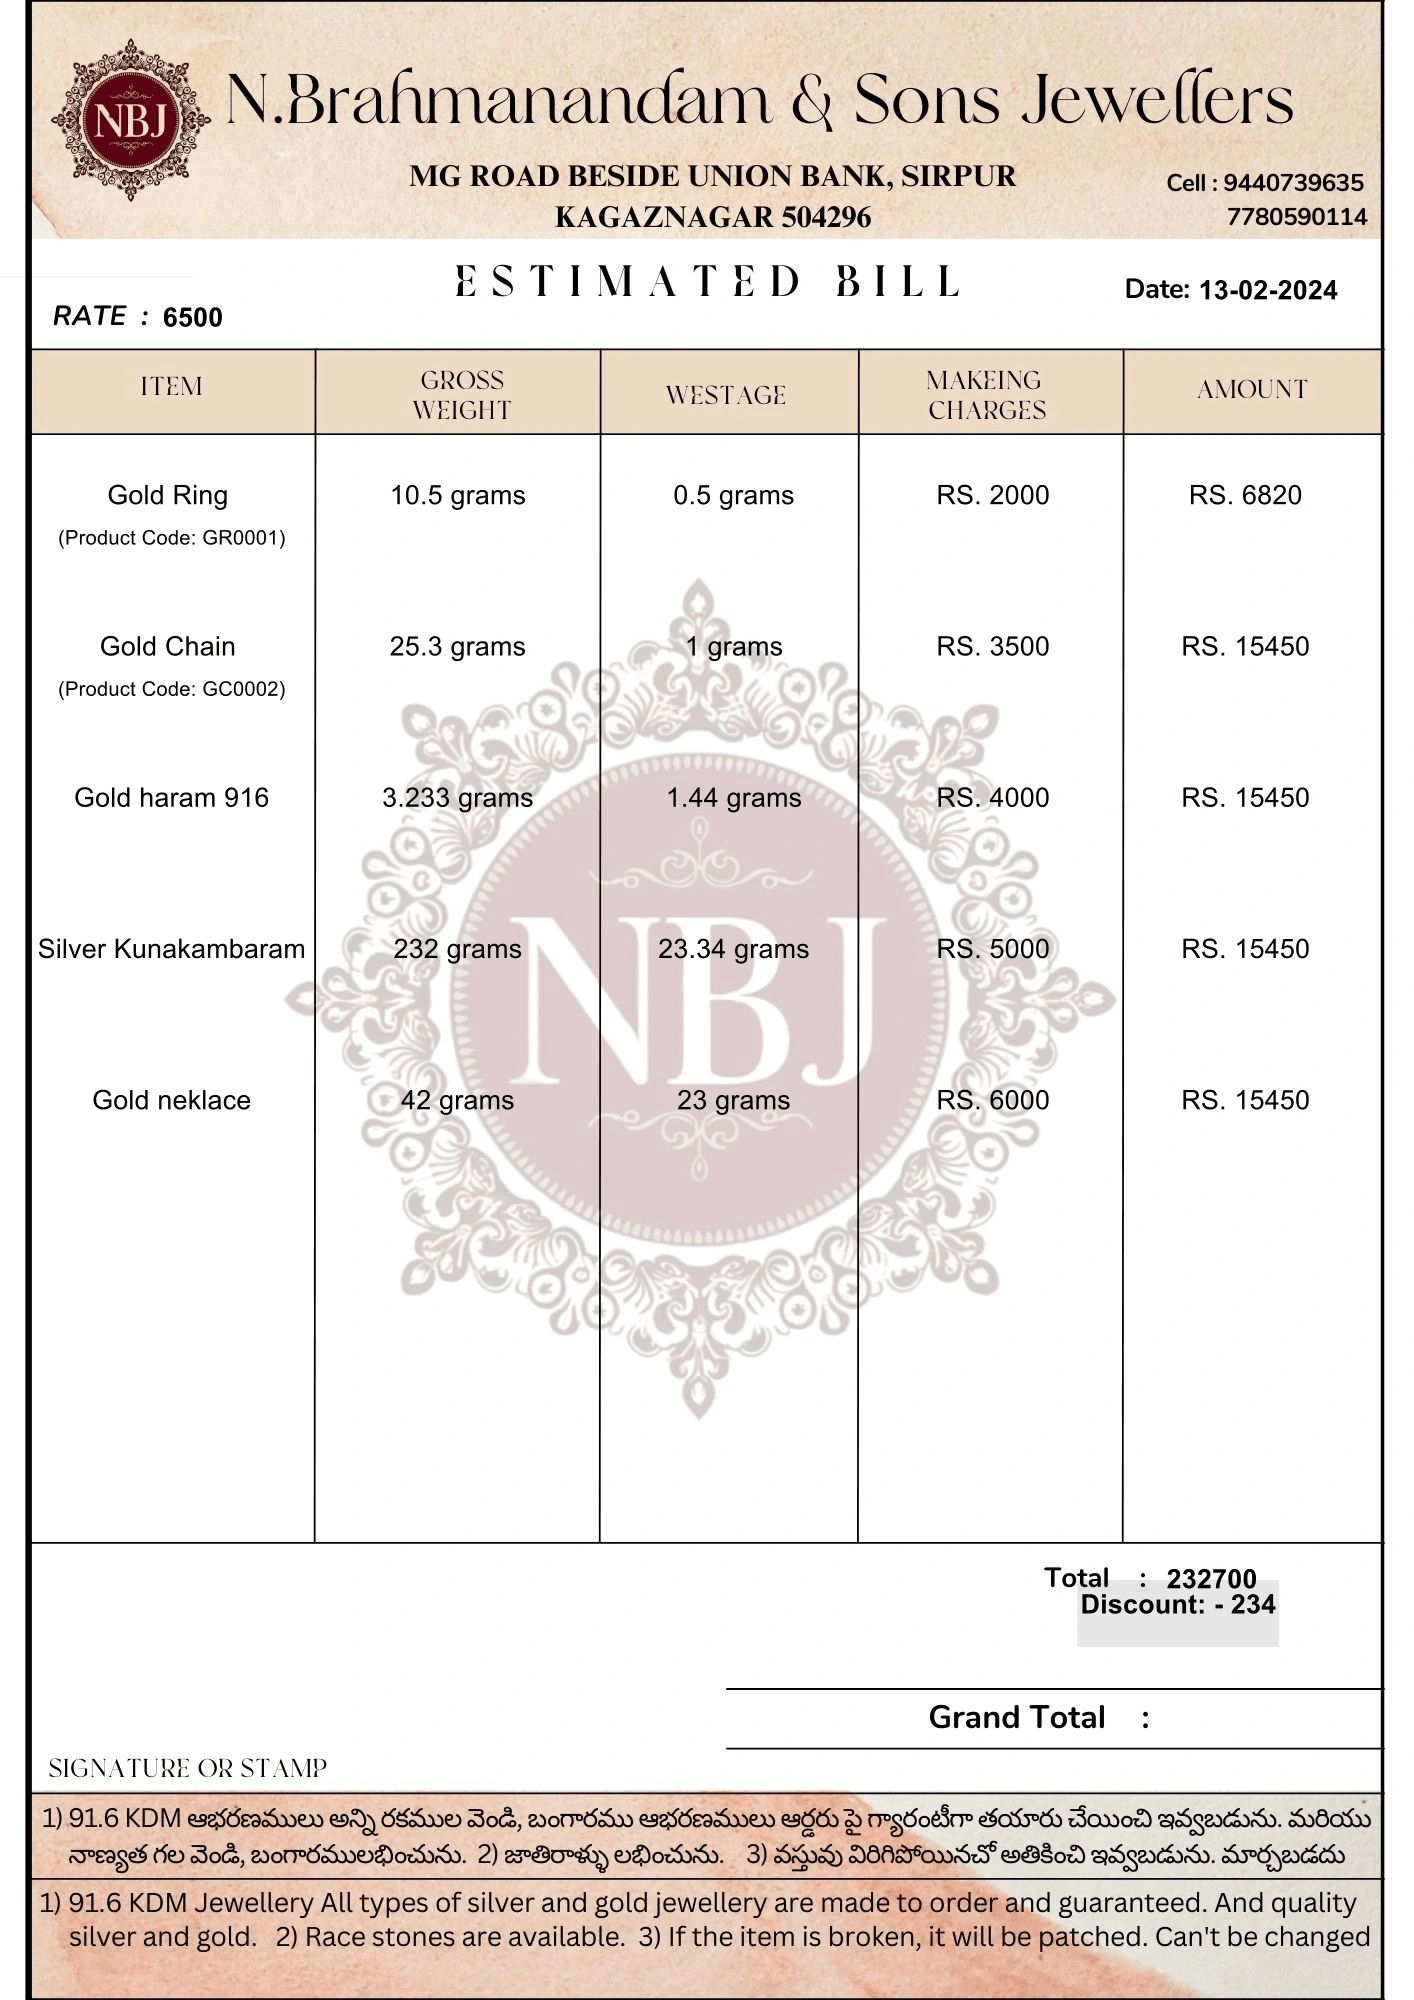 NBJ
N.Brahmanandam & Sons Jewellers
MG ROAD BESIDE UNION BANK, SIRPUR
KAGAZNAGAR 504296
Cell : 9440739635
7780590114
ESTIMATED BILL
Date: 13-02-2024
RATE : 6500
ITEM GROSS WEIGHT WESTAGE MAKEING CHARGES AMOUNT
Gold Ring 10.5 grams 0.5 grams RS. 2000 RS. 6820
(Product Code: GR0001)
Gold Chain 25.3 grams 1 grams RS. 3500 RS. 15450
(Product Code: GC0002)
Gold haram 916 3.233 grams 1.44 grams RS. 4000 RS. 15450
Silver Kunakambaram 232 grams 23.34 grams RS. 5000 RS. 15450
NBJ
Gold neklace 42 grams 23 grams RS. 6000 RS. 15450
Total : 232700
Discount: - 234
Grand Total :
SIGNATURE OR STAMP
1) 91.6 KDM ఆభరణములు అన్ని రకముల వెండి, బంగారము ఆభరణములు ఆర్డరు పై గ్యారంటీగా తయారు చేయించి ఇవ్వబడును. మరియు
నాణ్యత గల వెండి, బంగారములభించును. 2) జాతిరాళ్ళు లభించును. 3) వస్తువు విరిగిపోయినచో అతికించి ఇవ్వబడును. మార్చబడదు
1) 91.6 KDM Jewellery All types of silver and gold jewellery are made to order and guaranteed. And quality
silver and gold. 2) Race stones are available. 3) If the item is broken, it will be patched. Can't be changed